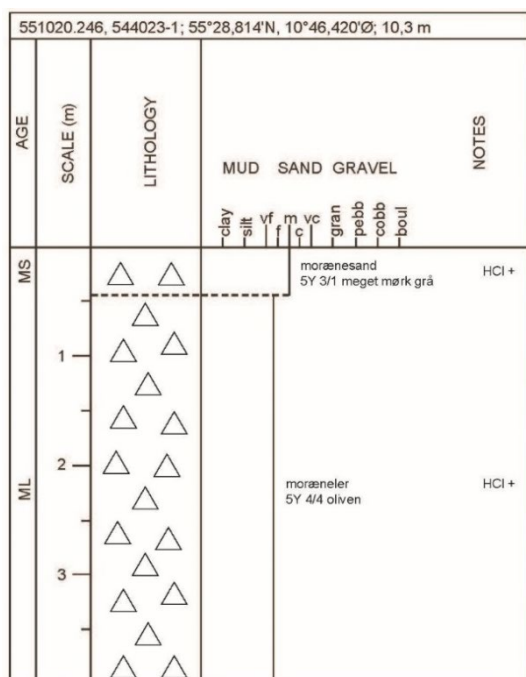 551020.246, 544023-1; 55°28,814'N, 10°46,420'Ø; 10,3 m
AGE
SCALE (m)
LITHOLOGY
MUD SAND GRAVEL
NOTES
clay
silt
vf
f
m
c
vc
gran
pebb
cobb
boul
MS
morænesand
5Y 3/1 meget mørk grå
HCl +
1
2
ML
moræneler
5Y 4/4 oliven
HCl +
3